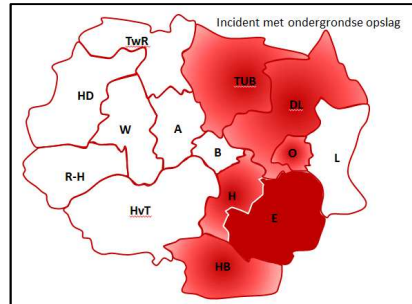 Incident met ondergrondse opslag
TwR
TUB
HD
DL
W
A
B
O
L
R-H
H
HvT
E
HB